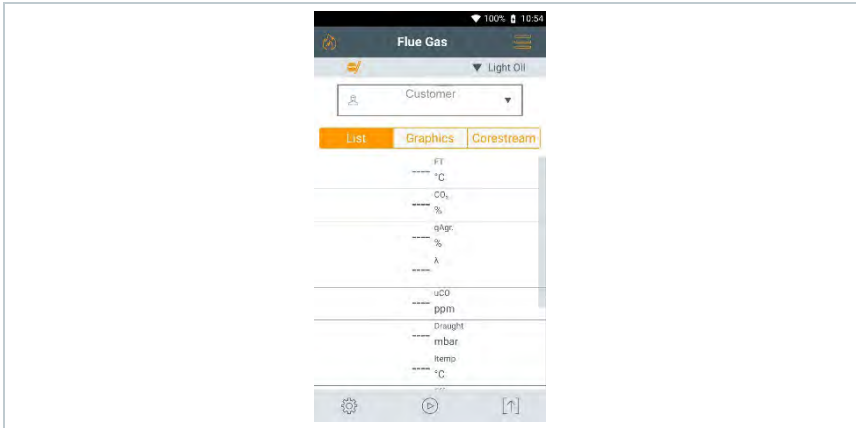 100% 10:54
Flue Gas
Light Oil
Customer
List Graphics Corestream
FT
---- °C
CO₂
---- %
qAgr.
---- %
λ
----
uCO
---- ppm
Draught
---- mbar
Itemp
---- °C